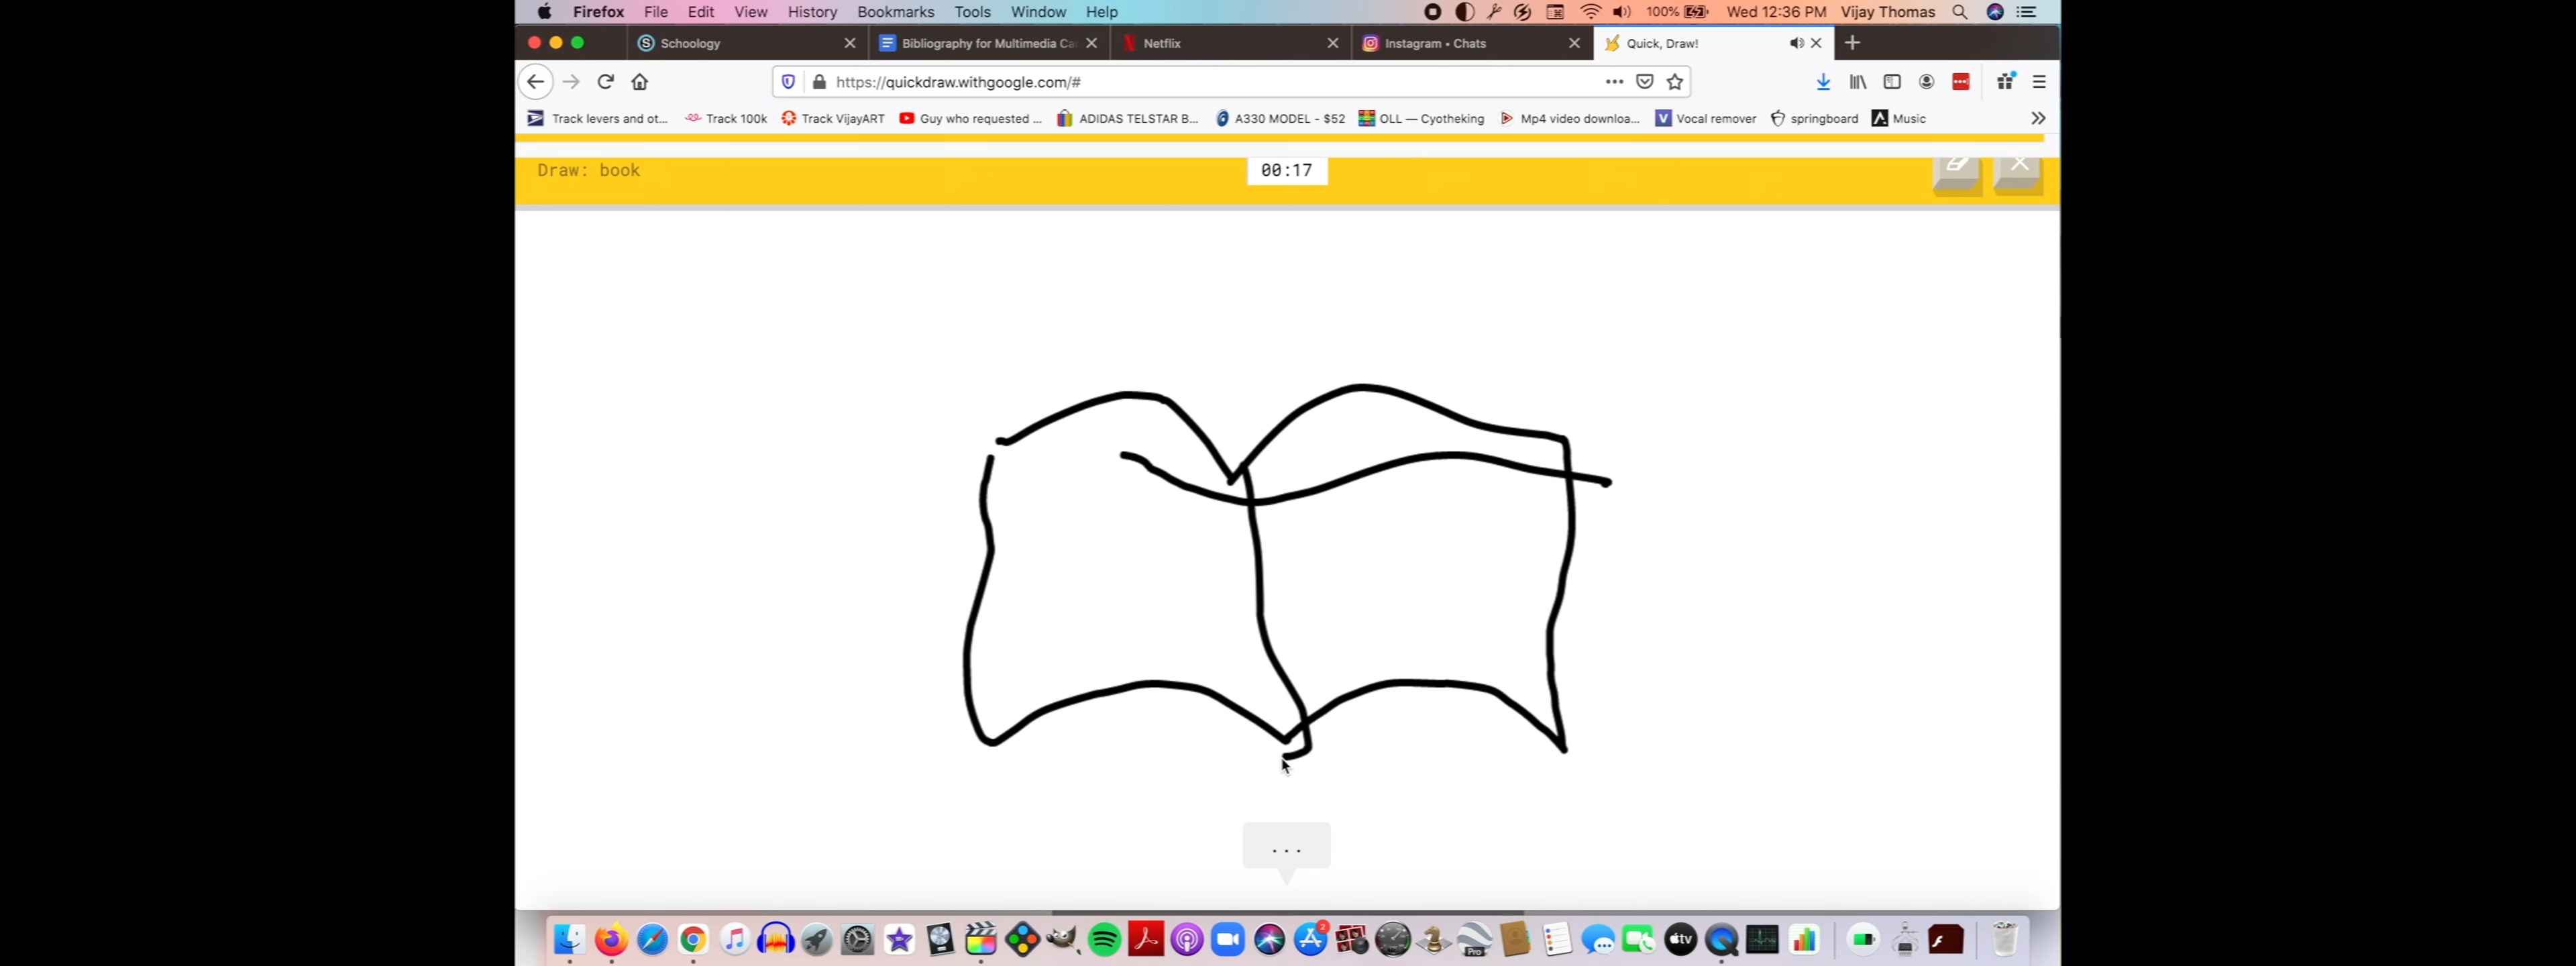 Firefox File Edit View History Bookmarks Tools Window Help 100% Wed 12:36 PM Vijay Thomas
Schoology Bibliography for Multimedia Ca Netflix Instagram • Chats Quick, Draw!
https://quickdraw.withgoogle.com/#
Track levers and ot... Track 100k Track VijayART Guy who requested ... ADIDAS TELSTAR B... A330 MODEL - $52 OLL — Cyotheking Mp4 video downloa... Vocal remover springboard Music
Draw: book 00:17
...
2
Pro
tv